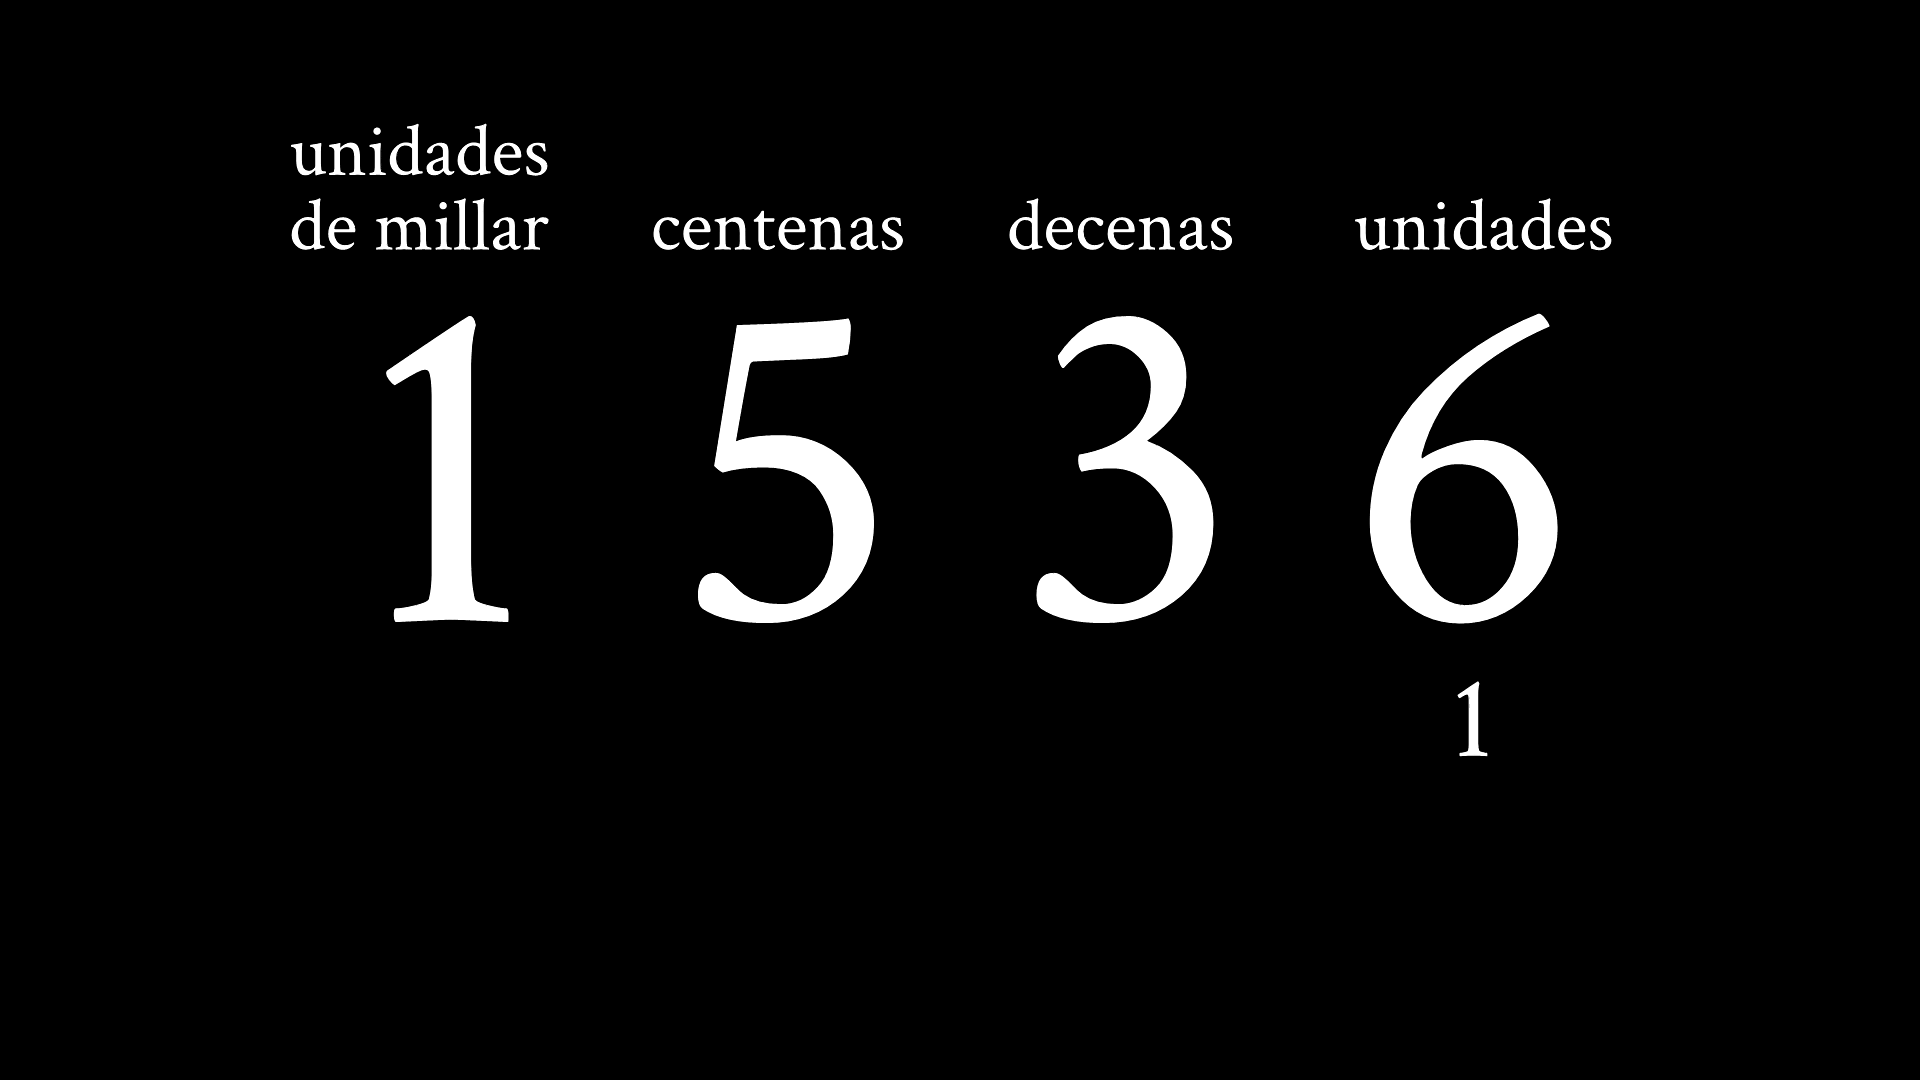 unidades
de millar centenas decenas unidades
1 5 3 6
1